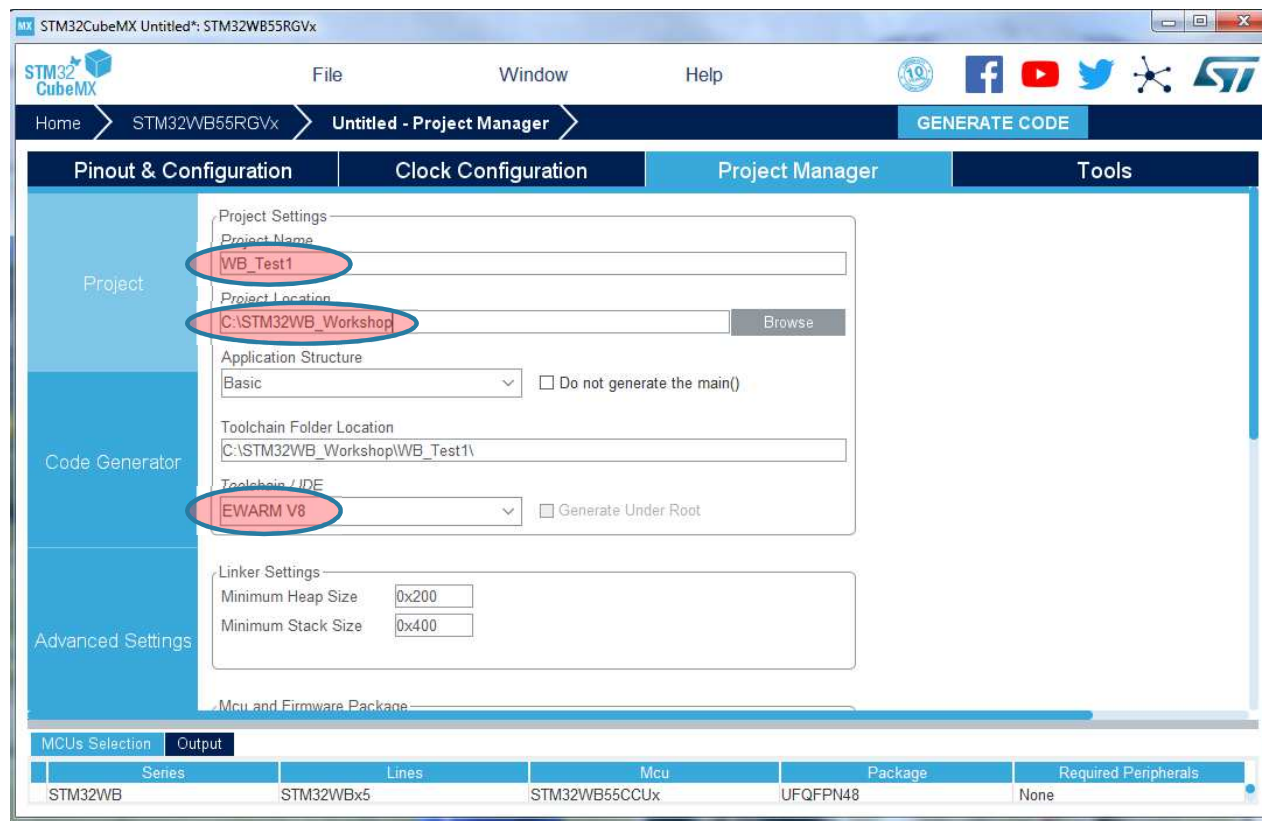 MX STM32CubeMX Untitled*: STM32WB55RGVx
STM32 CubeMX
File Window Help
10 f ST
Home STM32WB55RGVx Untitled - Project Manager GENERATE CODE
Pinout & Configuration Clock Configuration Project Manager Tools
Project
Code Generator
Advanced Settings
Project Settings
Project Name
WB_Test1
Project Location
C:\STM32WB_Workshop Browse
Application Structure
Basic Do not generate the main()
Toolchain Folder Location
C:\STM32WB_Workshop\WB_Test1\
Toolchain / IDE
EWARM V8 Generate Under Root
Linker Settings
Minimum Heap Size 0x200
Minimum Stack Size 0x400
Mcu and Firmware Package
MCUs Selection Output
Series Lines Mcu Package Required Peripherals
STM32WB STM32WBx5 STM32WB55CCUx UFQFPN48 None